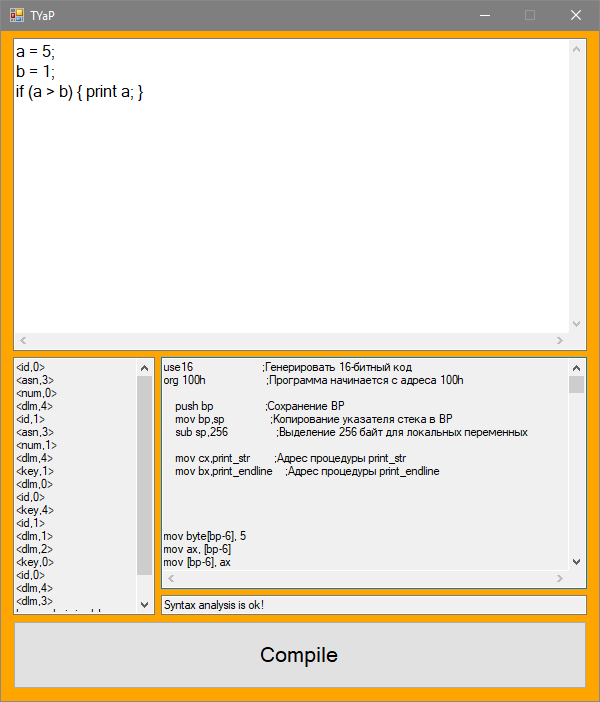 TYaP
a = 5;
b = 1;
if (a > b) { print a; }
<id,0>
<asn,3>
<num,0>
<dlm,4>
<id,1>
<asn,3>
<num,1>
<dlm,4>
<key,1>
<dlm,0>
<id,0>
<key,4>
<id,1>
<dlm,1>
<dlm,2>
<key,0>
<id,0>
<dlm,4>
<dlm,3>
use16 ;Генерировать 16-битный код
org 100h ;Программа начинается с адреса 100h
push bp ;Сохранение BP
mov bp,sp ;Копирование указателя стека в BP
sub sp,256 ;Выделение 256 байт для локальных переменных
mov cx,print_str ;Адрес процедуры print_str
mov bx,print_endline ;Адрес процедуры print_endline
mov byte[bp-6], 5
mov ax, [bp-6]
mov [bp-6], ax
Syntax analysis is ok!
Compile